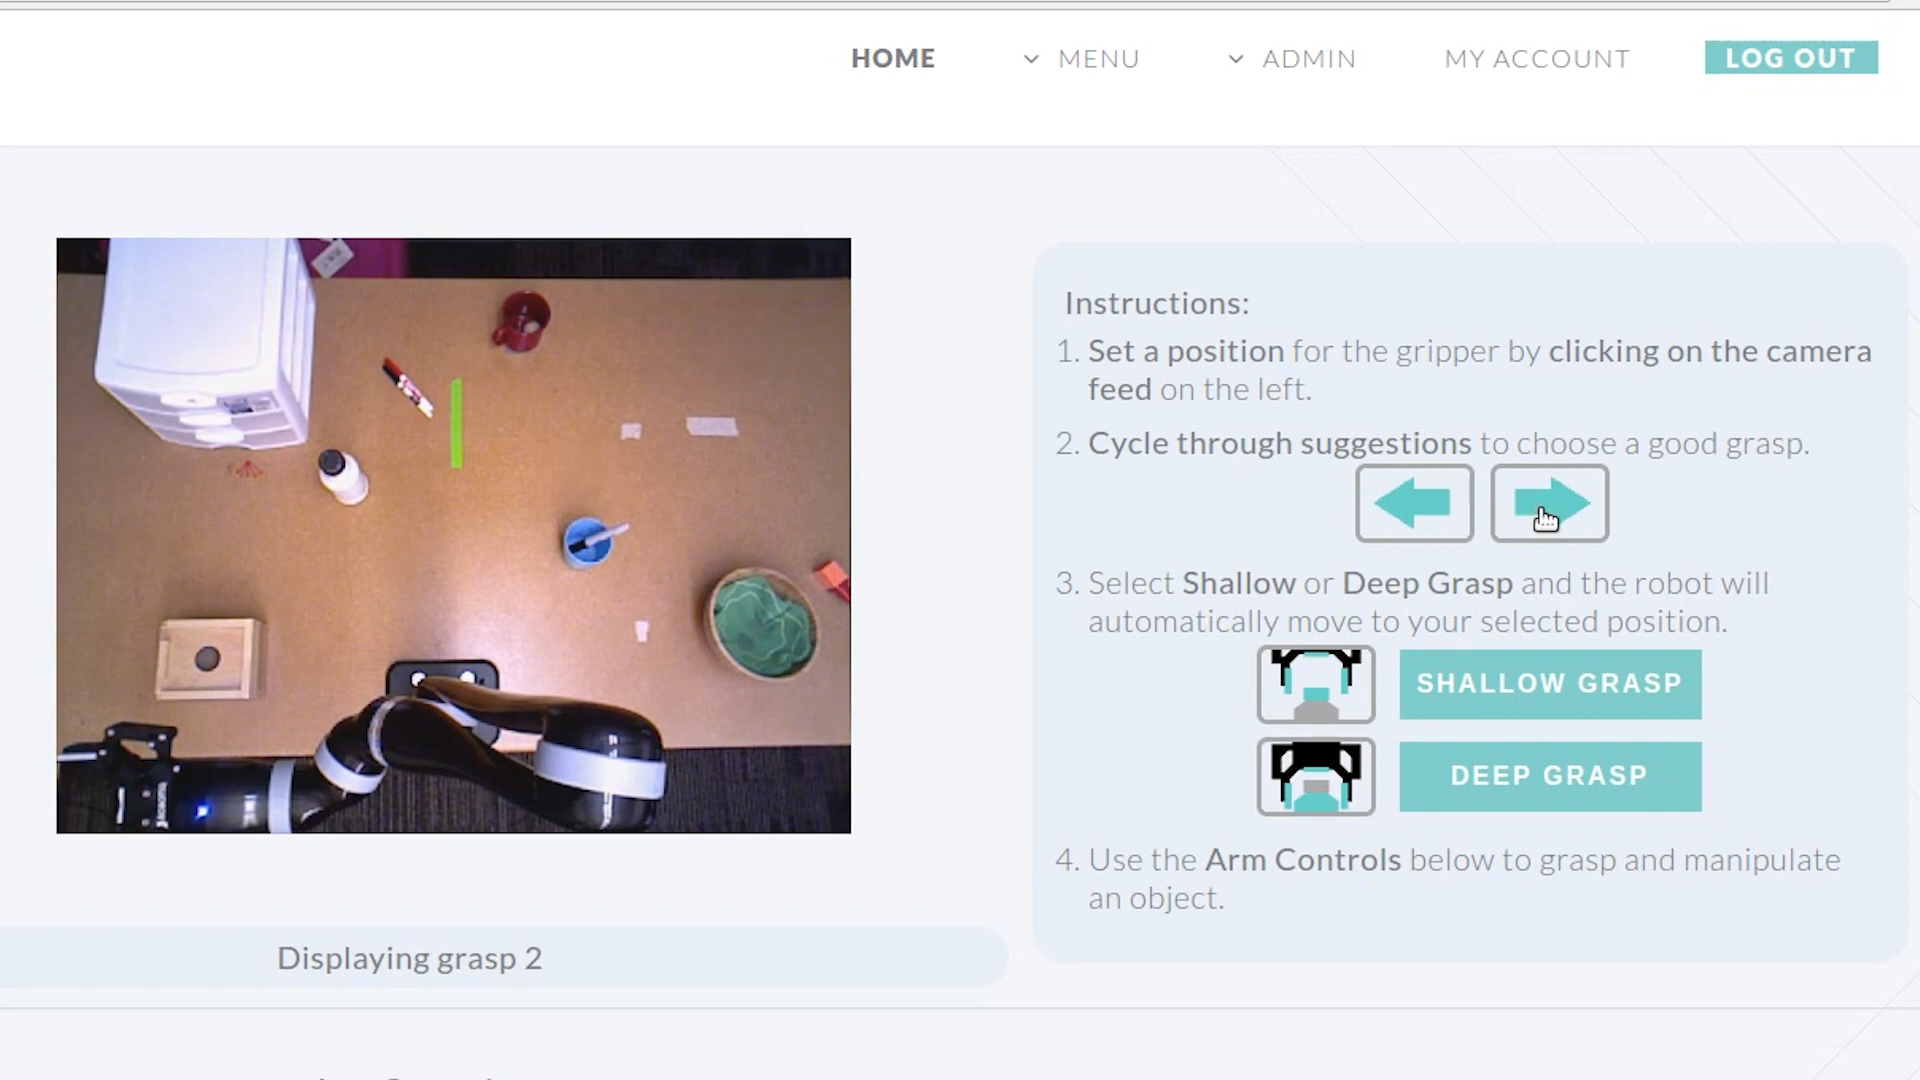 HOME MENU ADMIN MY ACCOUNT LOG OUT
Instructions:
1. Set a position for the gripper by clicking on the camera
feed on the left.
2. Cycle through suggestions to choose a good grasp.
3. Select Shallow or Deep Grasp and the robot will
automatically move to your selected position.
SHALLOW GRASP
DEEP GRASP
4. Use the Arm Controls below to grasp and manipulate
an object.
Displaying grasp 2